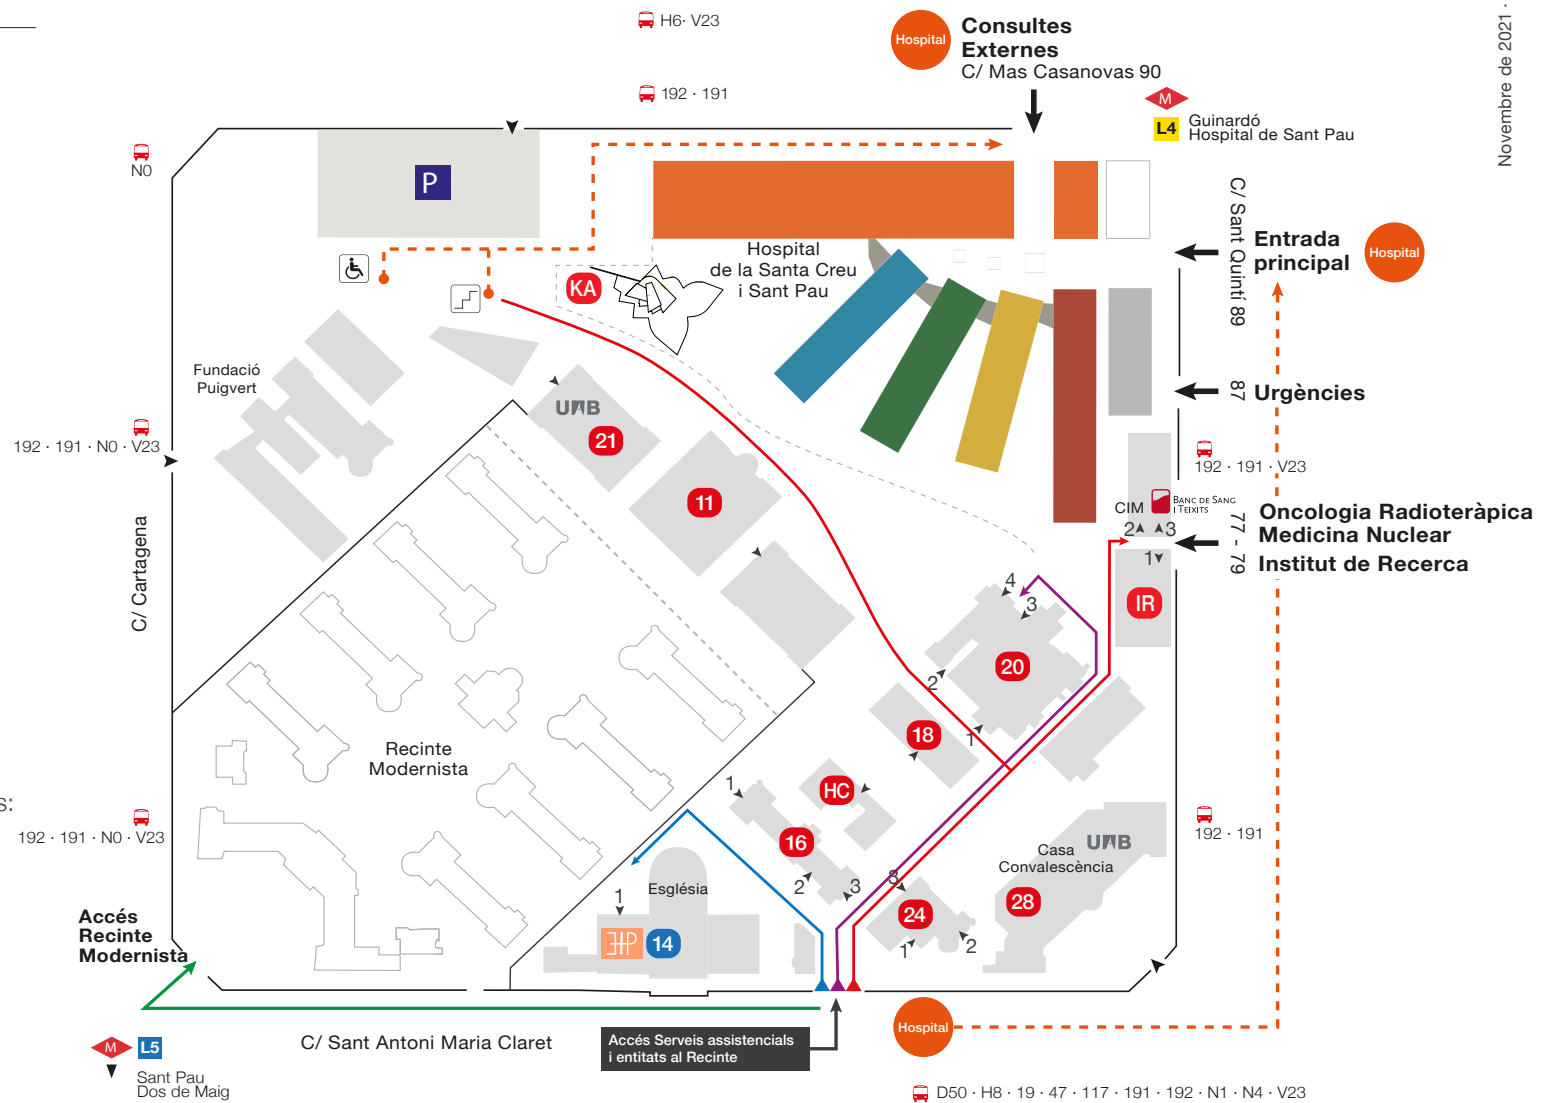 H6· V23
Hospital
Consultes
Externes
C/ Mas Casanovas 90
Novembre de 2021 ·
192 · 191
M
L4
Guinardó
Hospital de Sant Pau
N0
P
C/ Sant Quintí 89
Entrada
principal
Hospital
Hospital
de la Santa Creu
i Sant Pau
KA
Fundació
Puigvert
87
Urgències
UAB
21
192 · 191 · N0 · V23
192 · 191 · V23
11
CIM
BANC DE SANG
I TEIXITS
2
3
77 - 79
Oncologia Radioteràpica
Medicina Nuclear
Institut de Recerca
1
IR
C/ Cartagena
4
3
20
2
1
18
Recinte
Modernista
HC
1
16
2
3
s:
192 · 191 · N0 · V23
192 · 191
UAB
Casa
Convalescència
28
3
24
1
2
Església
1
HP
14
Accés
Recinte
Modernista
M
L5
Sant Pau
Dos de Maig
C/ Sant Antoni Maria Claret
Accés Serveis assistencials
i entitats al Recinte
Hospital
D50 · H8 · 19 · 47 · 117 · 191 · 192 · N1 · N4 · V23